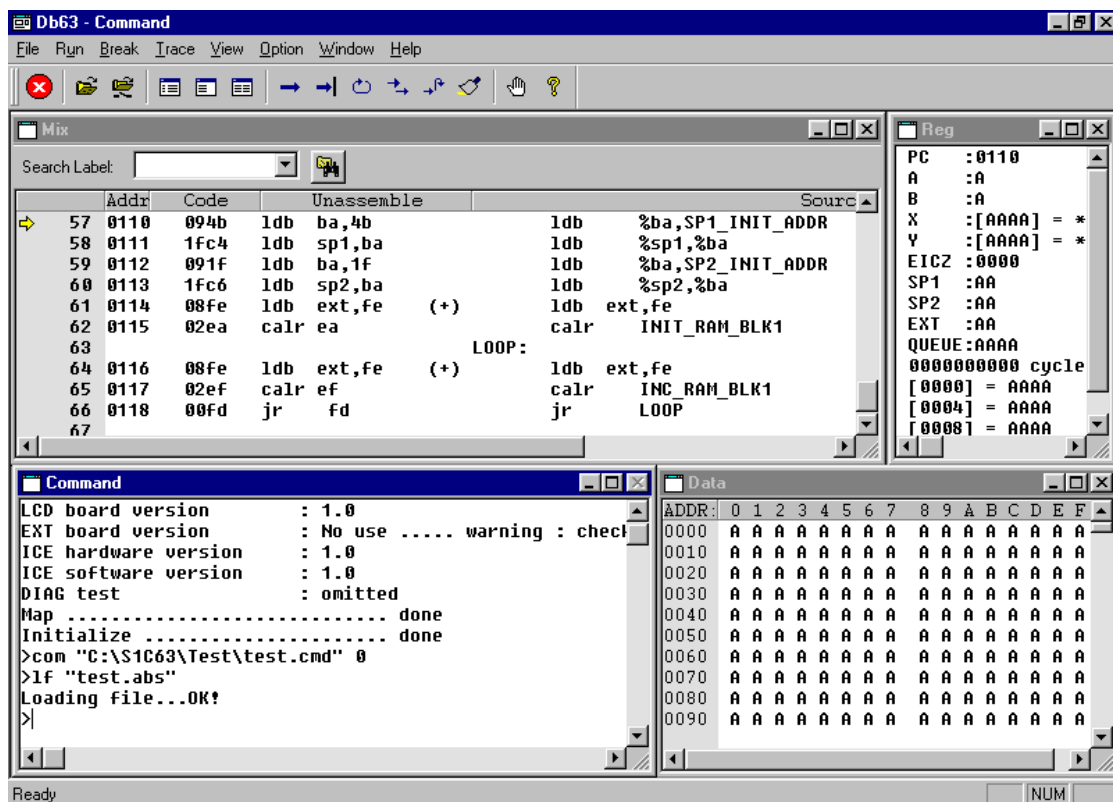 Db63 - Command
File Run Break Trace View Option Window Help
Mix
Search Label:
Addr Code Unassemble Sourc
57 0110 094b ldb ba,4b ldb %ba,SP1_INIT_ADDR
58 0111 1fc4 ldb sp1,ba ldb %sp1,%ba
59 0112 091f ldb ba,1f ldb %ba,SP2_INIT_ADDR
60 0113 1fc6 ldb sp2,ba ldb %sp2,%ba
61 0114 08fe ldb ext,fe (+) ldb ext,fe
62 0115 02ea calr ea calr INIT_RAM_BLK1
63 LOOP:
64 0116 08fe ldb ext,fe (+) ldb ext,fe
65 0117 02ef calr ef calr INC_RAM_BLK1
66 0118 00fd jr fd jr LOOP
67
Reg
PC :0110
A :A
B :A
X :[AAAA] = *
Y :[AAAA] = *
EICZ :0000
SP1 :AA
SP2 :AA
EXT :AA
QUEUE:AAAA
0000000000 cycle
[0000] = AAAA
[0004] = AAAA
[0008] = AAAA
Command
LCD board version : 1.0
EXT board version : No use ..... warning : check
ICE hardware version : 1.0
ICE software version : 1.0
DIAG test : omitted
Map ............................. done
Initialize ...................... done
>com "C:\S1C63\Test\test.cmd" 0
>lf "test.abs"
Loading file...OK!
>
Data
ADDR: 0 1 2 3 4 5 6 7 8 9 A B C D E F
0000 A A A A A A A A A A A A A A A A
0010 A A A A A A A A A A A A A A A A
0020 A A A A A A A A A A A A A A A A
0030 A A A A A A A A A A A A A A A A
0040 A A A A A A A A A A A A A A A A
0050 A A A A A A A A A A A A A A A A
0060 A A A A A A A A A A A A A A A A
0070 A A A A A A A A A A A A A A A A
0080 A A A A A A A A A A A A A A A A
0090 A A A A A A A A A A A A A A A A
Ready NUM